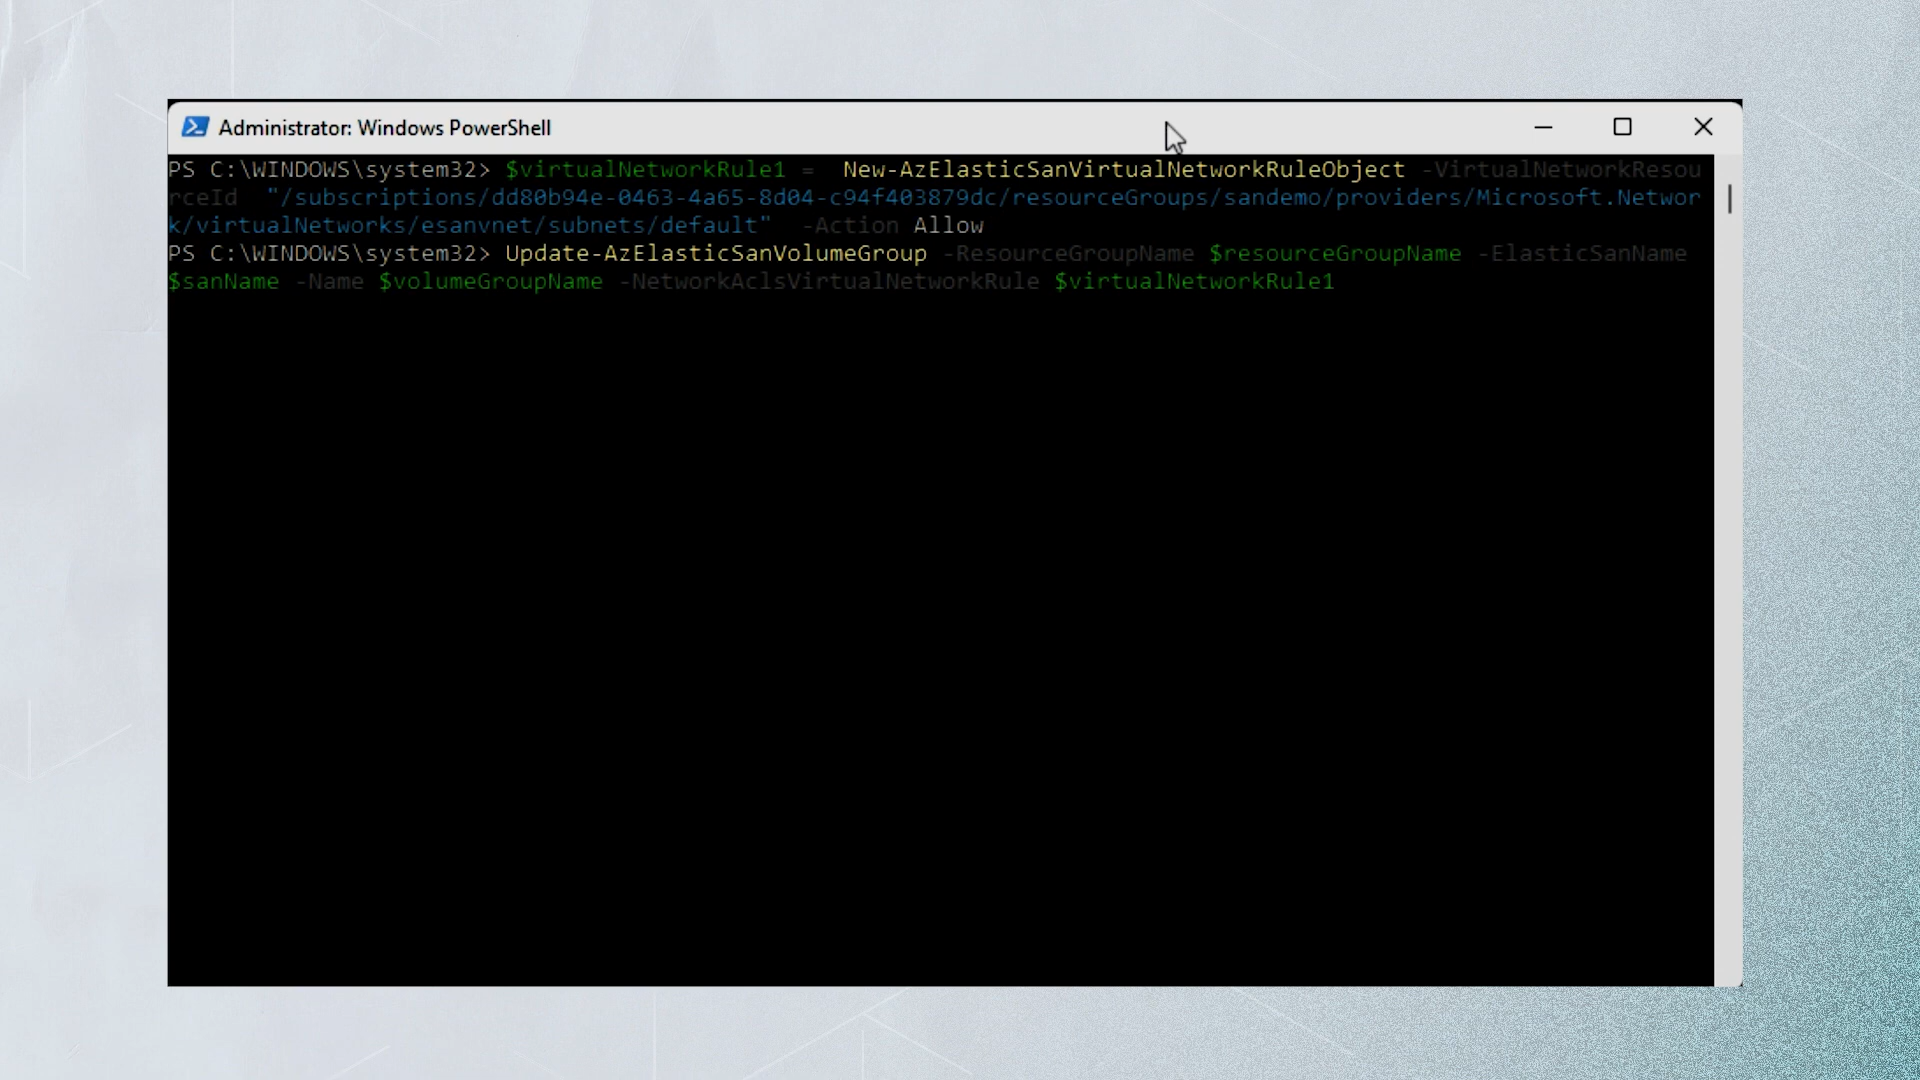 Administrator: Windows PowerShell
PS C:\WINDOWS\system32> $virtualNetworkRule1 =  New-AzElasticSanVirtualNetworkRuleObject -VirtualNetworkResou
rceId  "/subscriptions/dd80b94e-0463-4a65-8d04-c94f403879dc/resourceGroups/sandemo/providers/Microsoft.Networ
k/virtualNetworks/esanvnet/subnets/default"  -Action Allow
PS C:\WINDOWS\system32> Update-AzElasticSanVolumeGroup -ResourceGroupName $resourceGroupName -ElasticSanName
$sanName -Name $volumeGroupName -NetworkAclsVirtualNetworkRule $virtualNetworkRule1